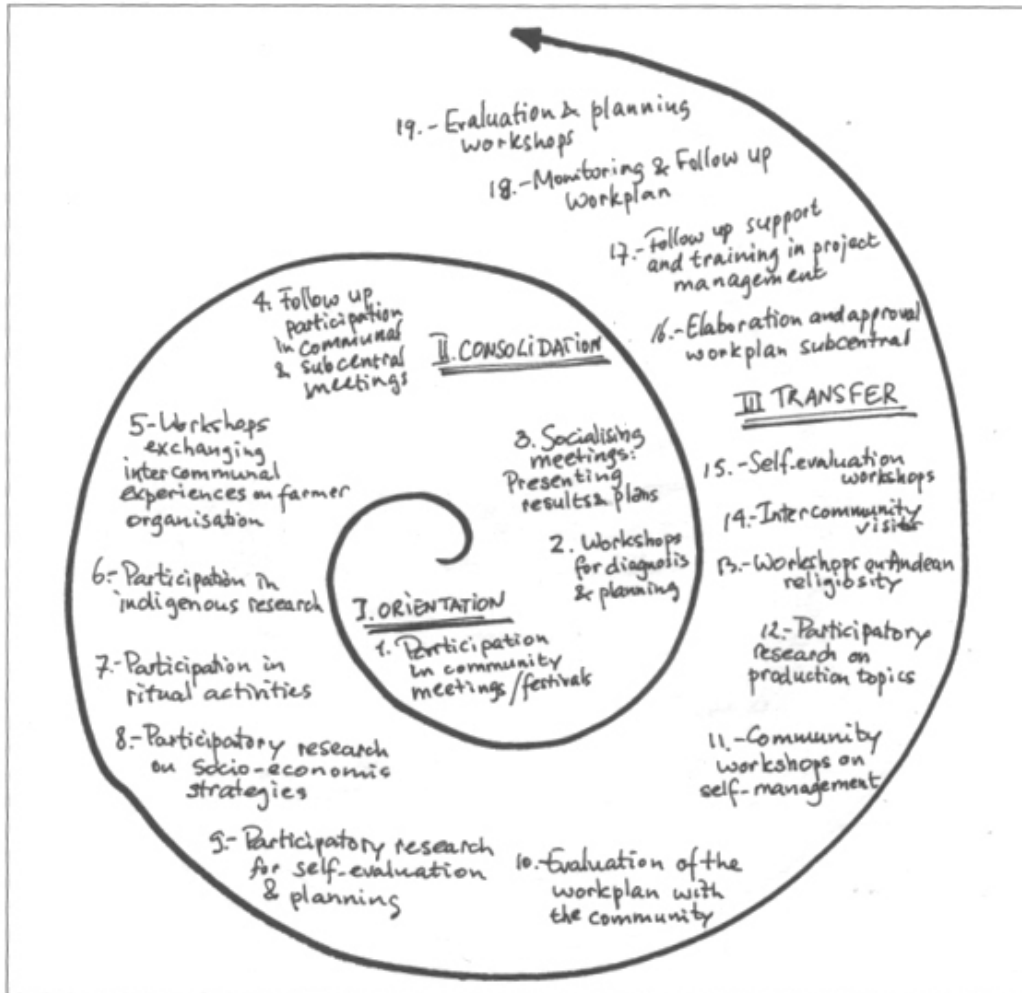 I. ORIENTATION
1. Participation
in community
meetings/festivals
2. Workshops
for diagnosis
& planning
3. Socialising
meetings:
Presenting
results & plans
II. CONSOLIDATION
4. Follow up
participation
in communal
& subcentral
meetings
5-Workshops
exchanging
intercommunal
experiences on farmer
organisation
6.-Participation in
indigenous research
7-Participation in
ritual activities
8.-Participatory research
on socio-economic
strategies
9.-Participatory research
for self-evaluation
& planning
10.-Evaluation of the
workplan with
the community
11.-Community
workshops on
self-management
12.-Participatory
research on
production topics
13.-Workshops on Andean
religiosity
14.-Intercommunity
visits
15.-Self-evaluation
workshops
III TRANSFER
16.-Elaboration and approval
workplan subcentral
17.-Follow up support
and training in project
management
18.-Monitoring & Follow up
workplan
19.-Evaluation & planning
workshops